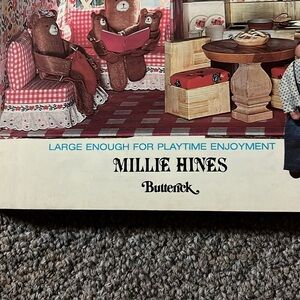 LARGE ENOUGH FOR PLAYTIME ENJOYMENT
MILLIE HINES
Butterick